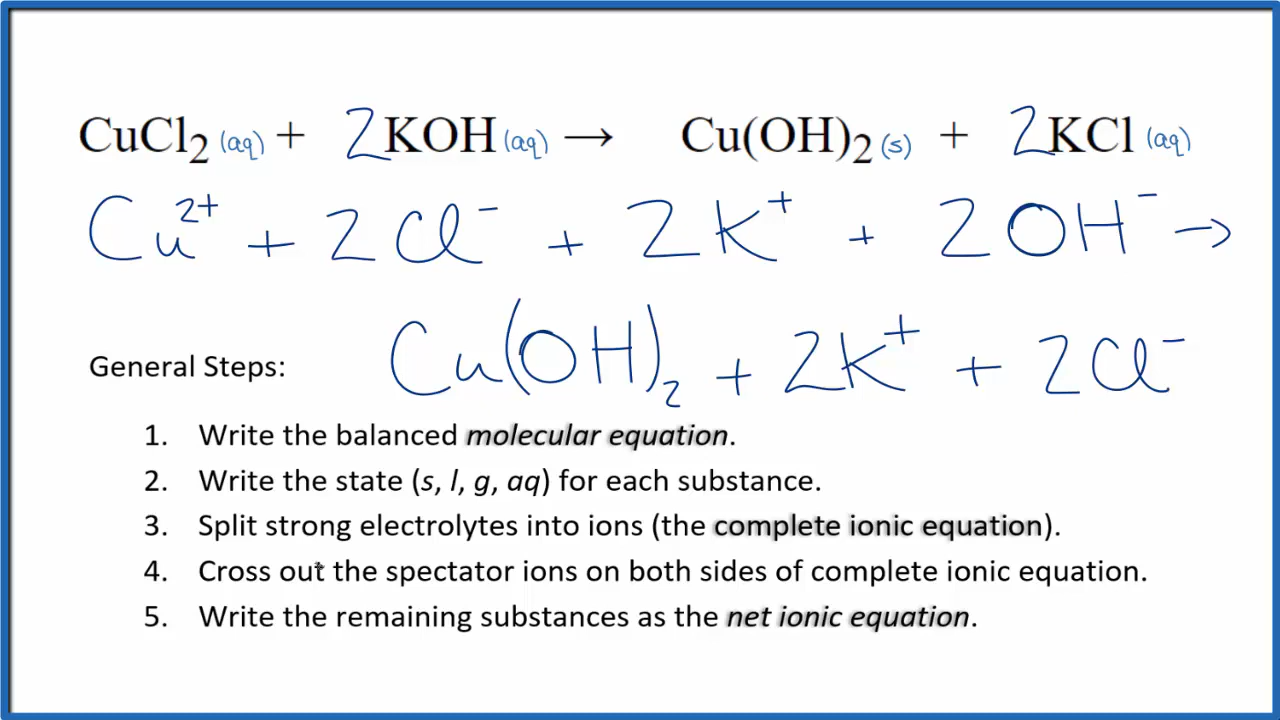 CuCl₂ (aq) + 2KOH (aq) → Cu(OH)₂ (s) + 2KCl (aq)
Cu²⁺ + 2Cl⁻ + 2K⁺ + 2OH⁻ →
Cu(OH)₂ + 2K⁺ + 2Cl⁻
General Steps:
1. Write the balanced molecular equation.
2. Write the state (s, l, g, aq) for each substance.
3. Split strong electrolytes into ions (the complete ionic equation).
4. Cross out the spectator ions on both sides of complete ionic equation.
5. Write the remaining substances as the net ionic equation.